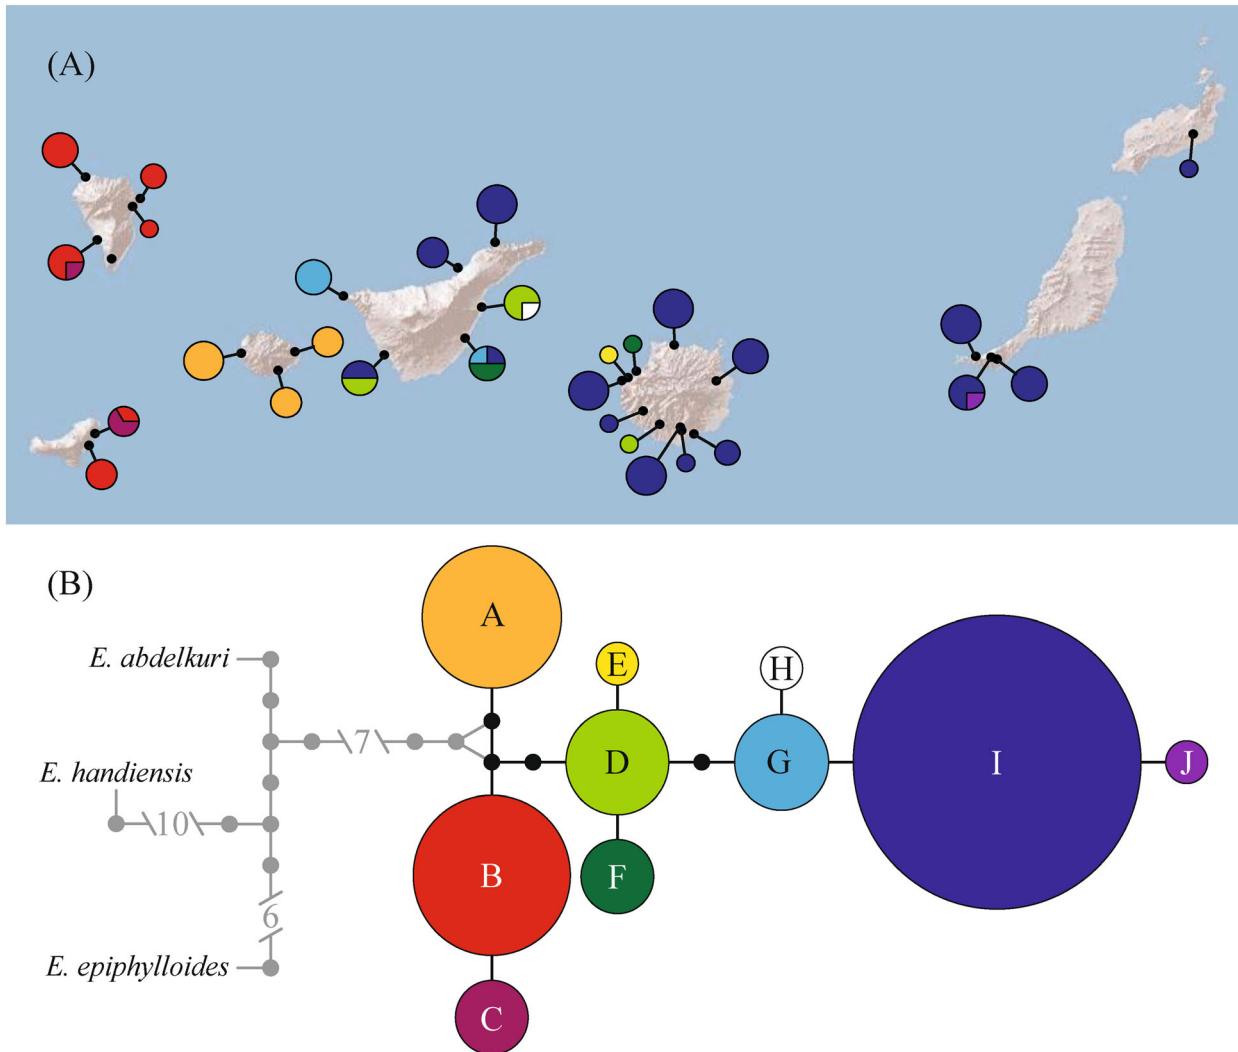 (A)
(B)
A
E. abdelkuri
E
H
7
D
G
I
J
E. handiensis
10
B
F
6
E. epiphylloides
C